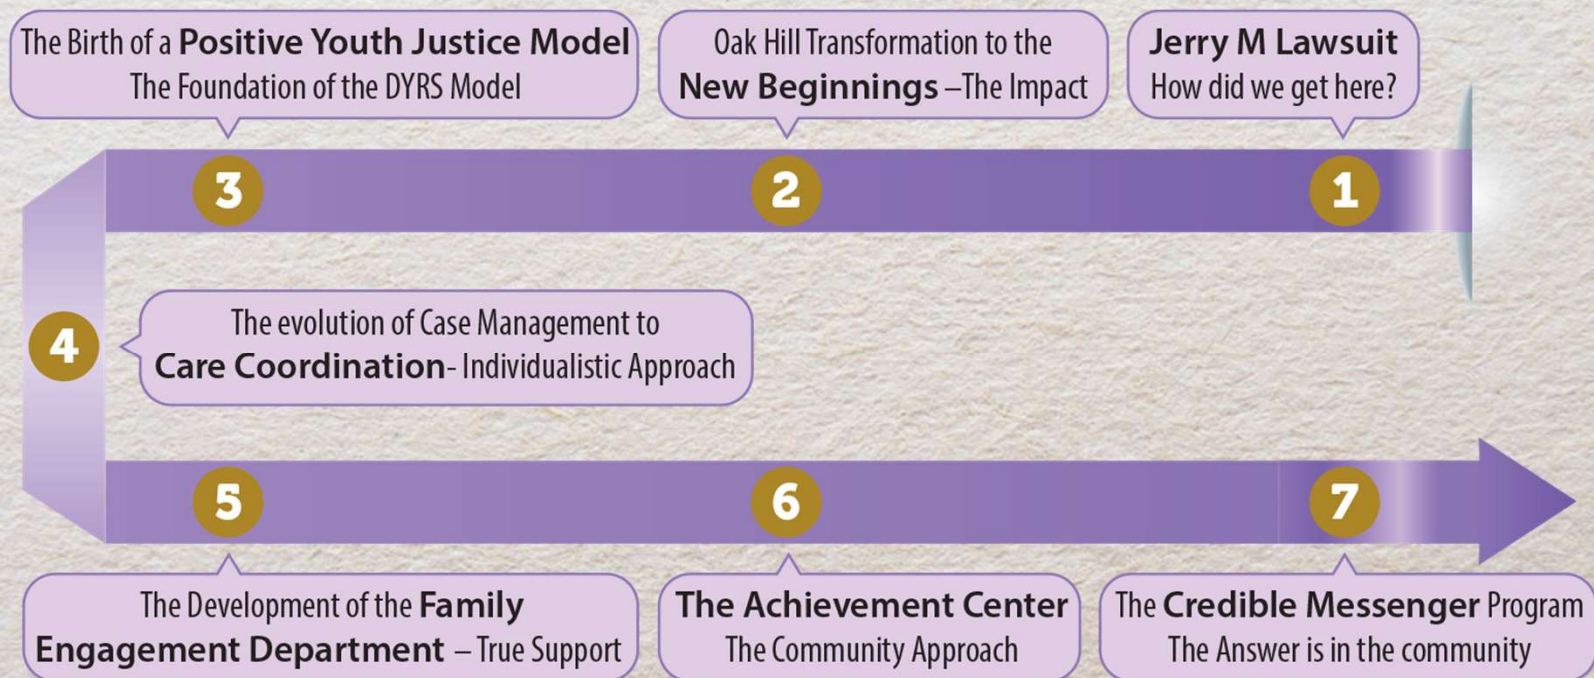 The Birth of a Positive Youth Justice Model
The Foundation of the DYRS Model
Oak Hill Transformation to the
New Beginnings –The Impact
Jerry M Lawsuit
How did we get here?
3
2
1
4
The evolution of Case Management to
Care Coordination- Individualistic Approach
5
6
7
The Development of the Family
Engagement Department – True Support
The Achievement Center
The Community Approach
The Credible Messenger Program
The Answer is in the community